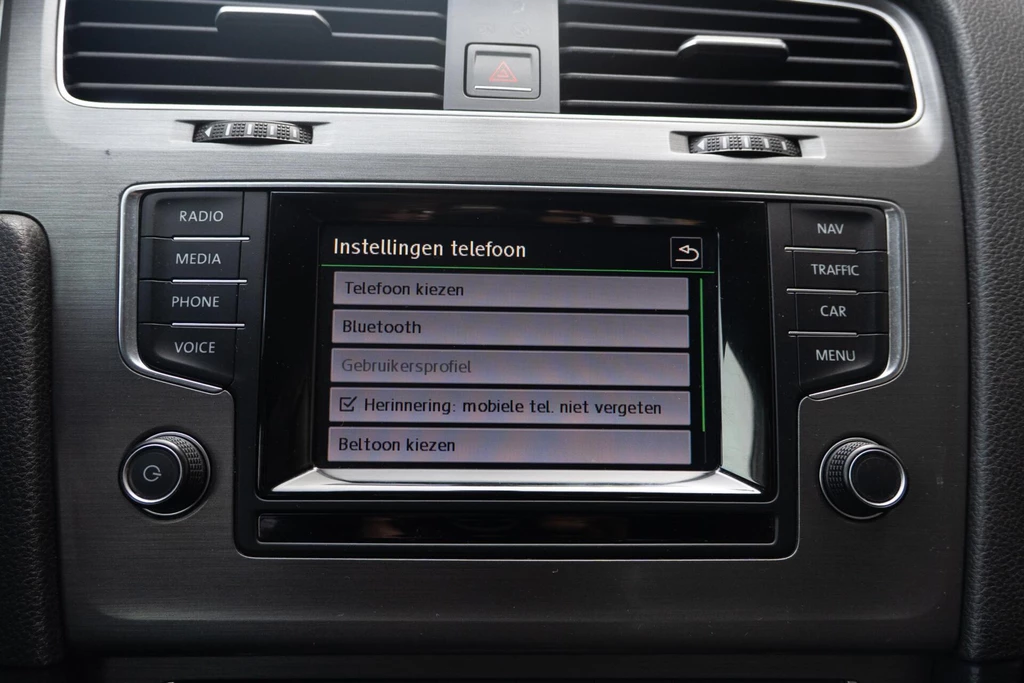 RADIO
MEDIA
PHONE
VOICE
Instellingen telefoon
Telefoon kiezen
Bluetooth
Gebruikersprofiel
Herinnering: mobiele tel. niet vergeten
Beltoon kiezen
NAV
TRAFFIC
CAR
MENU